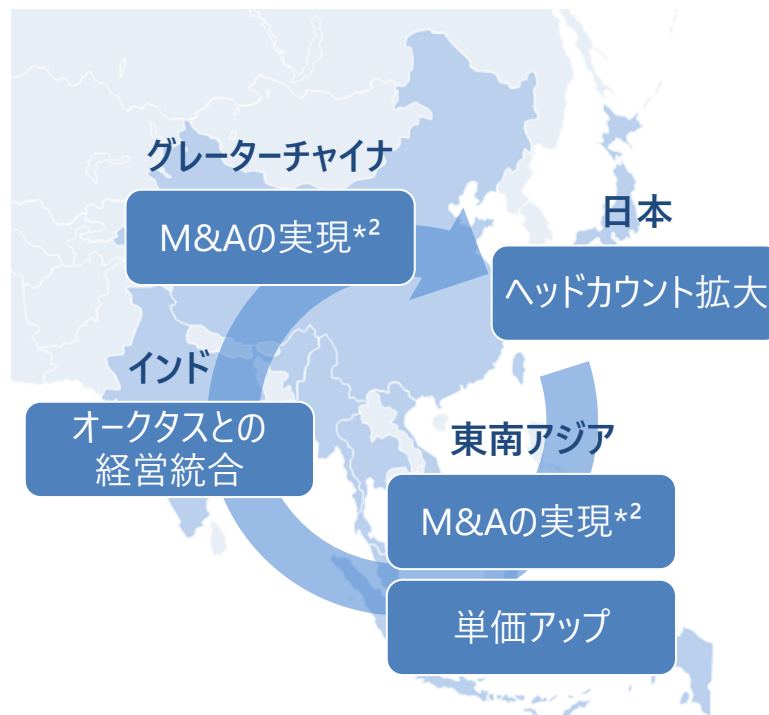 グレーターチャイナ
M&Aの実現*²
日本
ヘッドカウント拡大
インド
オークタスとの
経営統合
東南アジア
M&Aの実現*²
単価アップ